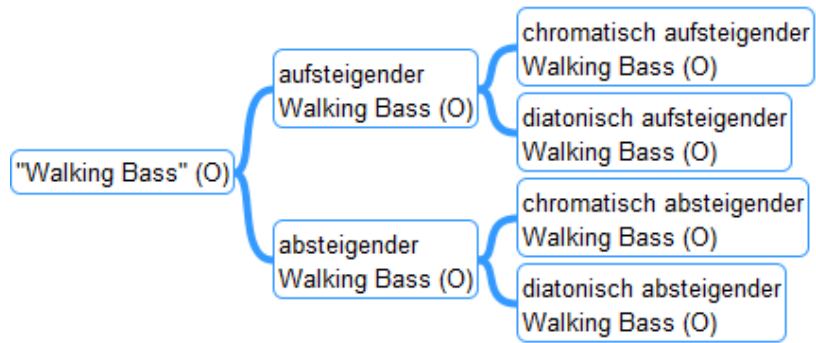 "Walking Bass" (O)
aufsteigender
Walking Bass (O)
chromatisch aufsteigender
Walking Bass (O)
diatonisch aufsteigender
Walking Bass (O)
absteigender
Walking Bass (O)
chromatisch absteigender
Walking Bass (O)
diatonisch absteigender
Walking Bass (O)